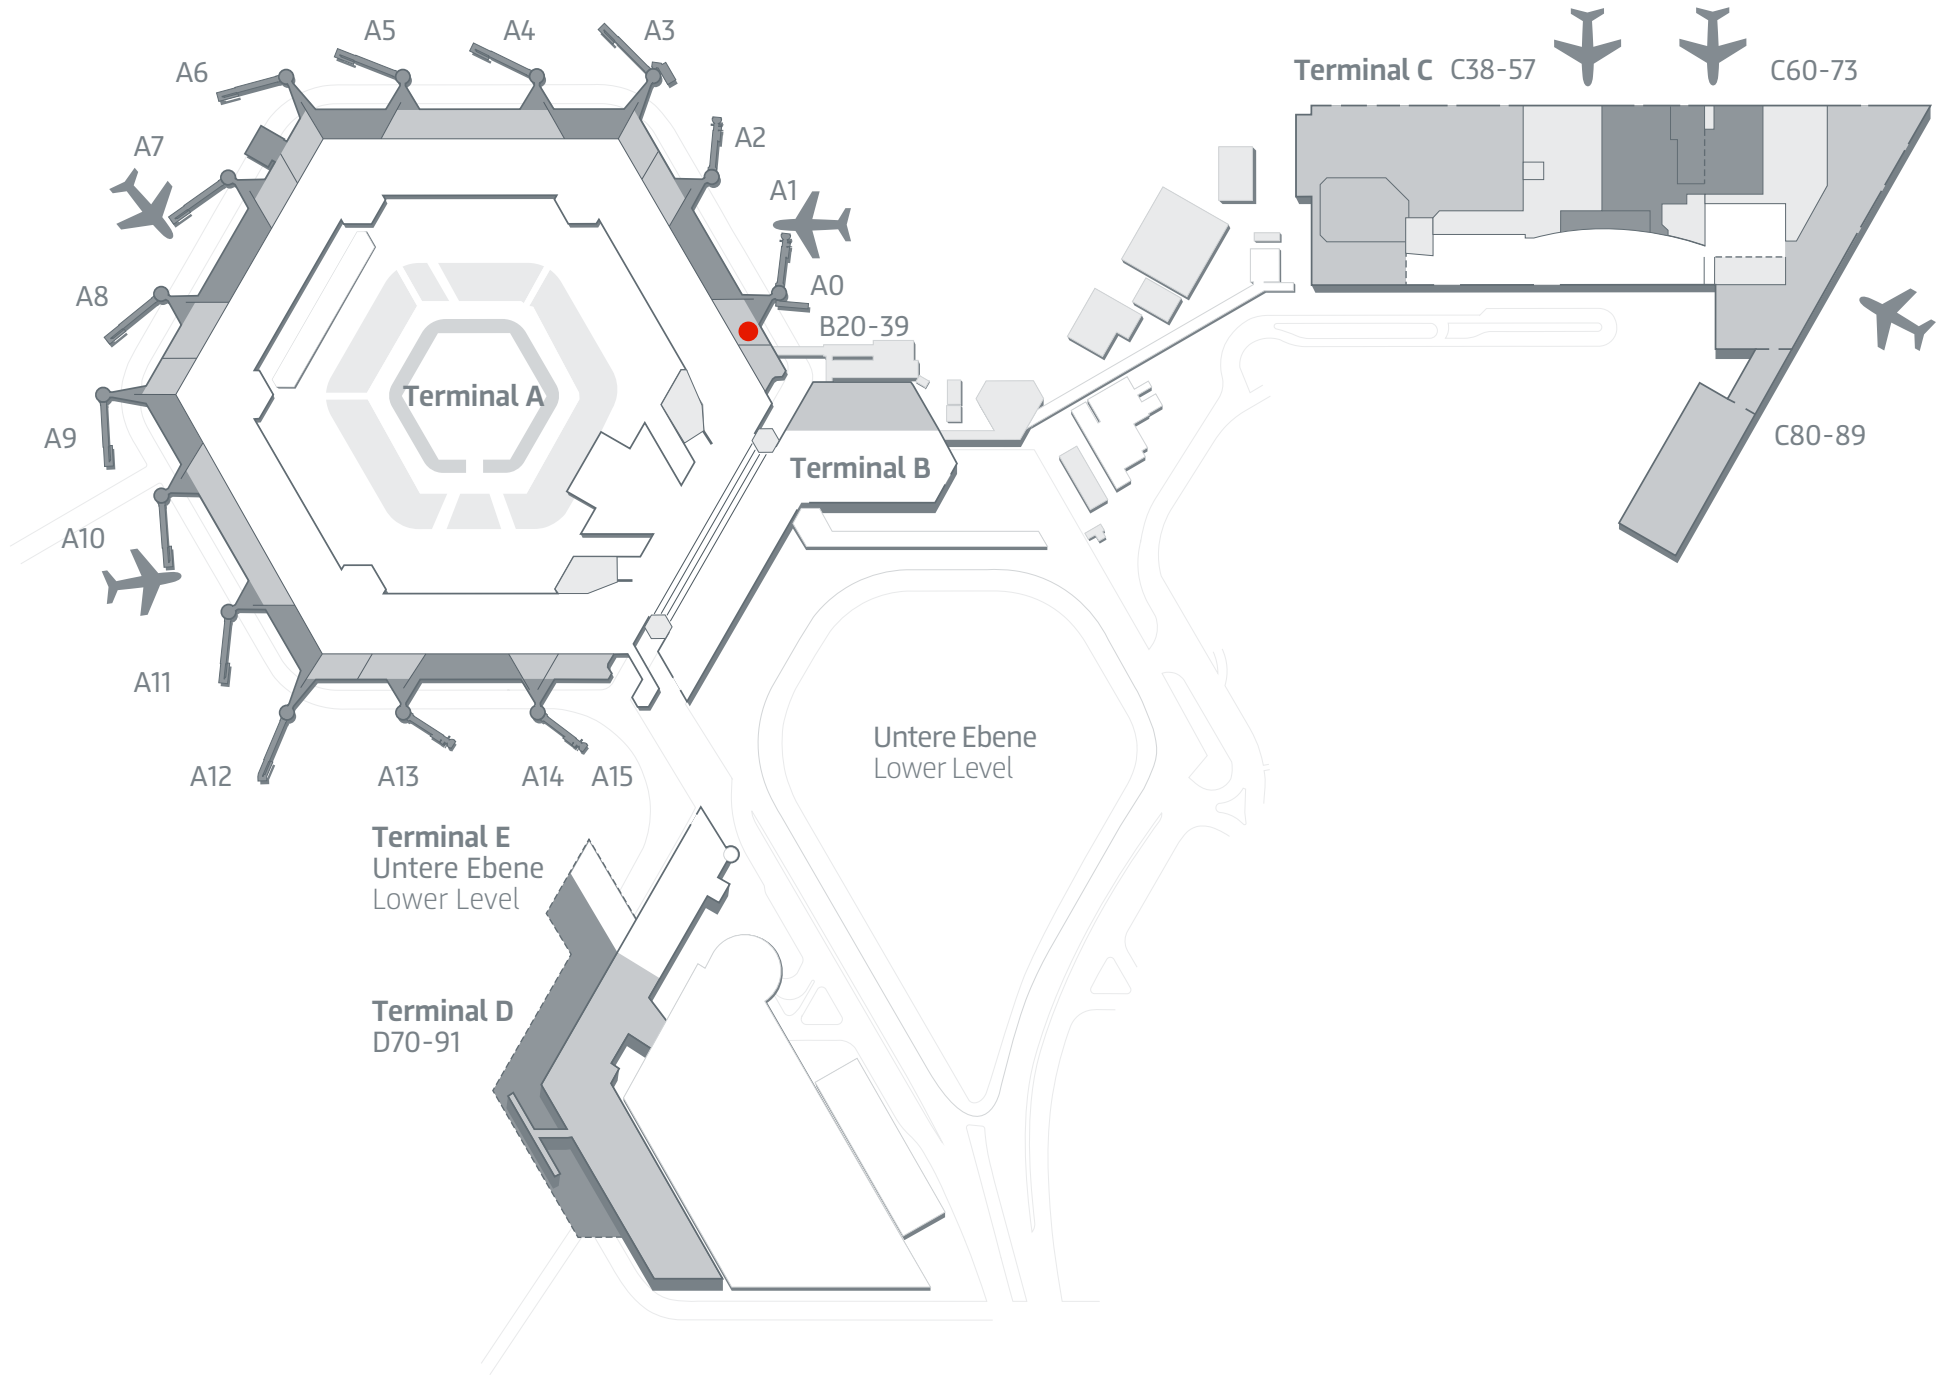 A5
A4
A3
A6
Terminal C C38-57
C60-73
A7
A2
A1
A8
A0
B20-39
Terminal A
A9
C80-89
Terminal B
A10
A11
Untere Ebene
Lower Level
A12
A13
A14
A15
Terminal E
Untere Ebene
Lower Level
Terminal D
D70-91